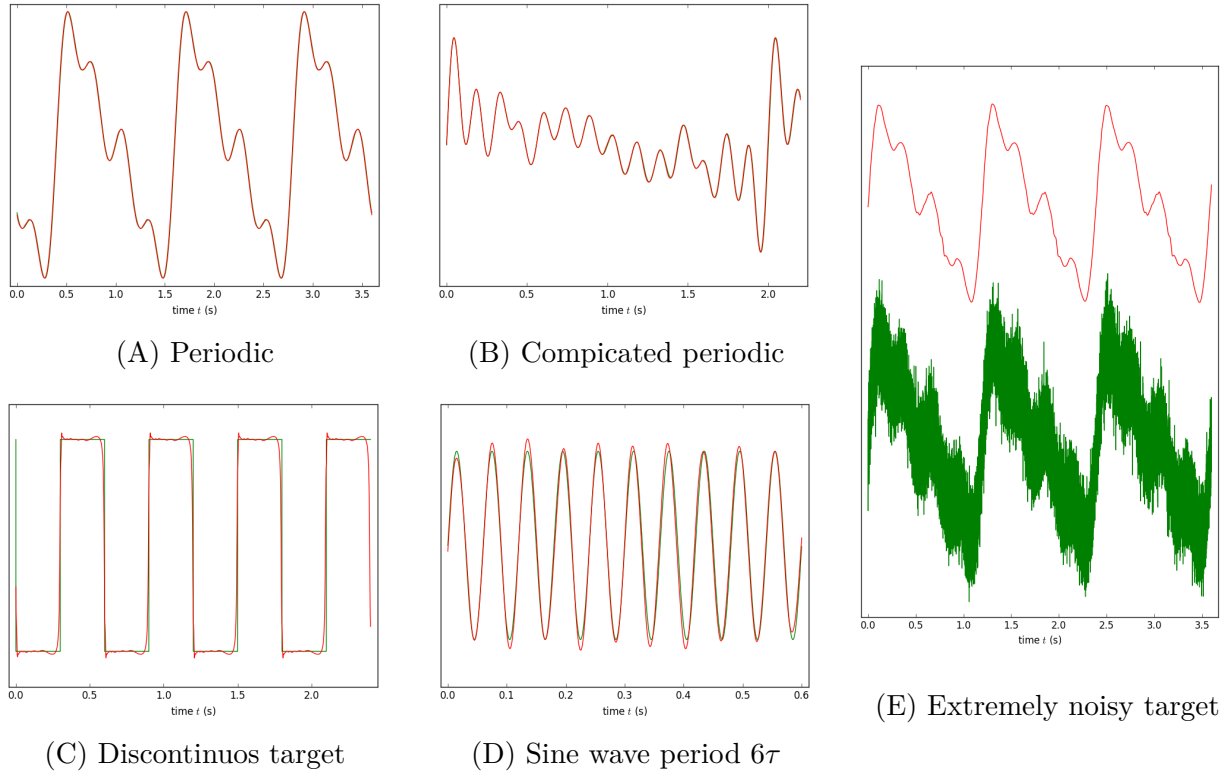 0.0 0.5 1.0 1.5 2.0 2.5 3.0 3.5
time t (s)
(A) Periodic
0.0 0.5 1.0 1.5 2.0
time t (s)
(B) Compicated periodic
0.0 0.5 1.0 1.5 2.0
time t (s)
(C) Discontinuos target
0.0 0.1 0.2 0.3 0.4 0.5 0.6
time t (s)
(D) Sine wave period 6τ
0.0 0.5 1.0 1.5 2.0 2.5 3.0 3.5
time t (s)
(E) Extremely noisy target